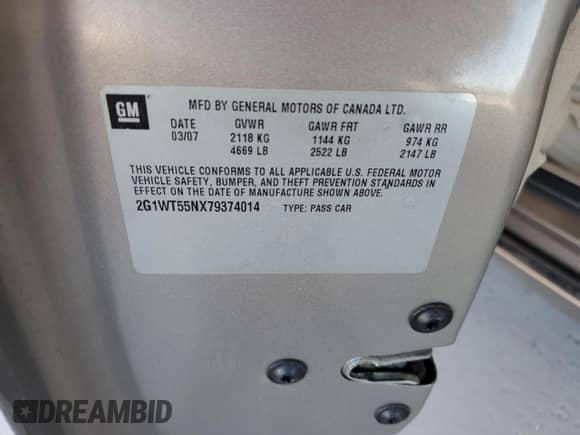 GM
MFD BY GENERAL MOTORS OF CANADA LTD.
DATE GVWR GAWR FRT GAWR RR
03/07 2118 KG 1144 KG 974 KG
4669 LB 2522 LB 2147 LB
THIS VEHICLE CONFORMS TO ALL APPLICABLE U.S. FEDERAL MOTOR
VEHICLE SAFETY, BUMPER, AND THEFT PREVENTION STANDARDS IN
EFFECT ON THE DATE OF MANUFACTURE SHOWN ABOVE.
2G1WT55NX79374014 TYPE: PASS CAR
DREAMBID